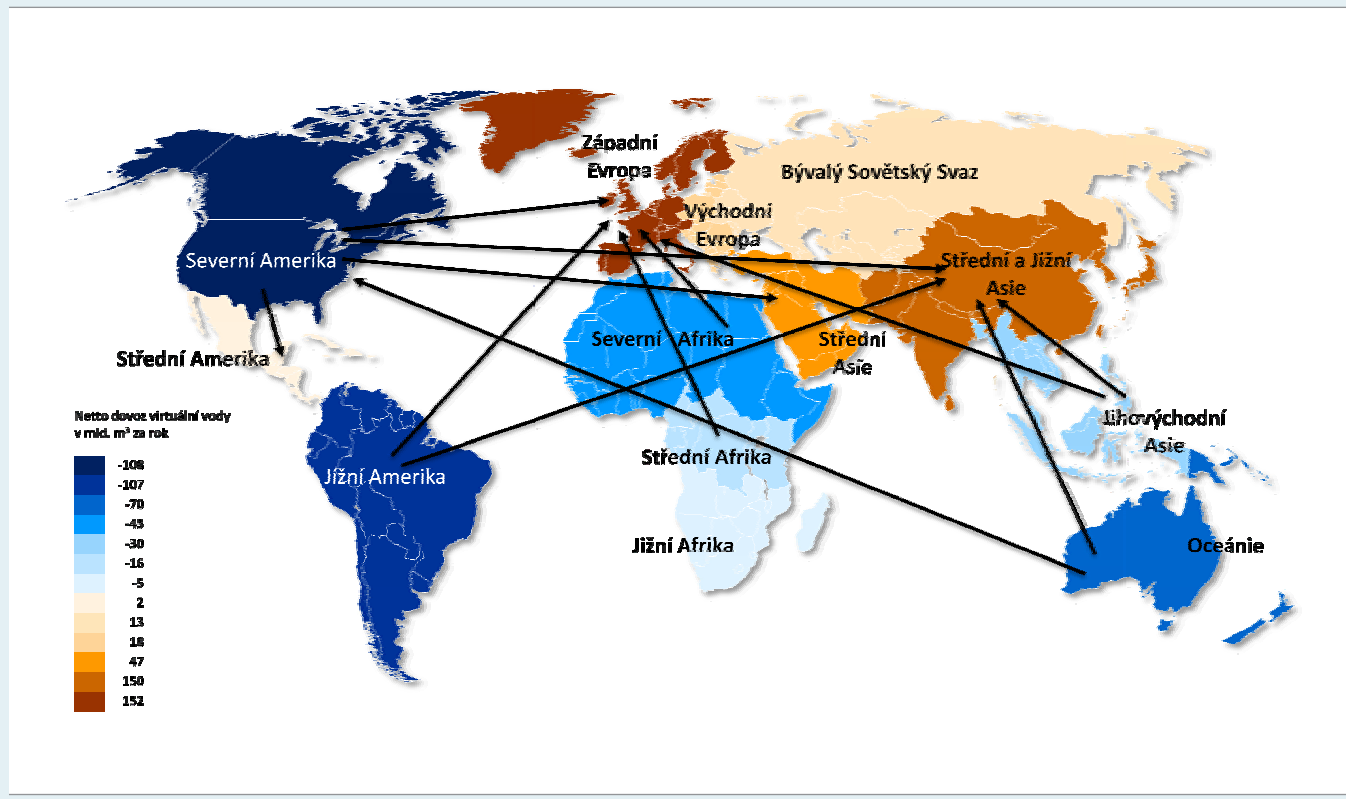 Západní
Evropa
Bývalý Sovětský Svaz
Východní
Evropa
Severní Amerika
Střední a Jižní
Asie
Severní Afrika
Střední
Asie
Střední Amerika
Netto dovoz virtuální vody
v mld. m³ za rok
Jihovýchodní
Asie
Střední Afrika
Jižní Amerika
Jižní Afrika
Oceánie
-108
-107
-70
-43
-30
-16
-5
2
13
18
47
150
152